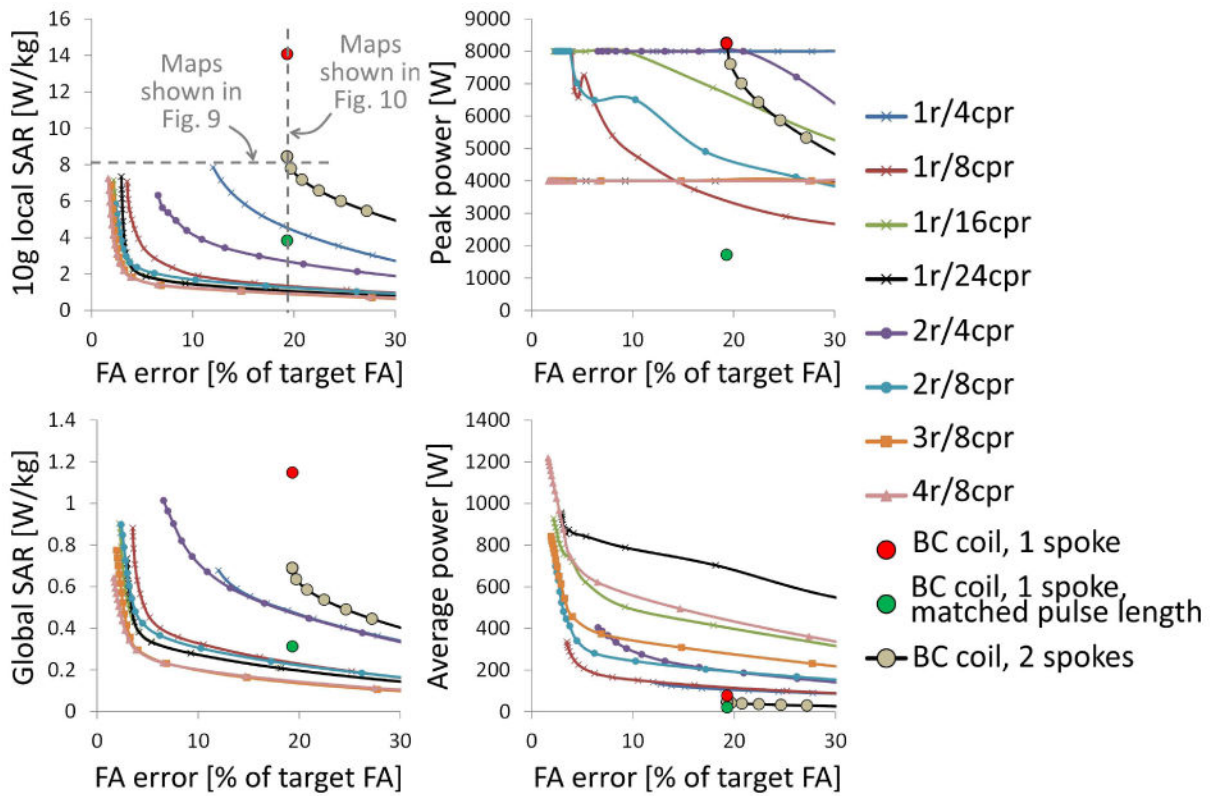 16
14
12
10
8
6
4
2
0
10g local SAR [W/kg]
Maps
shown in
Fig. 9
Maps
shown in
Fig. 10
0 10 20 30
FA error [% of target FA]
9000
8000
7000
6000
5000
4000
3000
2000
1000
0
Peak power [W]
0 10 20 30
FA error [% of target FA]
1.4
1.2
1
0.8
0.6
0.4
0.2
0
Global SAR [W/kg]
0 10 20 30
FA error [% of target FA]
1400
1200
1000
800
600
400
200
0
Average power [W]
0 10 20 30
FA error [% of target FA]
1r/4cpr
1r/8cpr
1r/16cpr
1r/24cpr
2r/4cpr
2r/8cpr
3r/8cpr
4r/8cpr
BC coil, 1 spoke
BC coil, 1 spoke,
matched pulse length
BC coil, 2 spokes